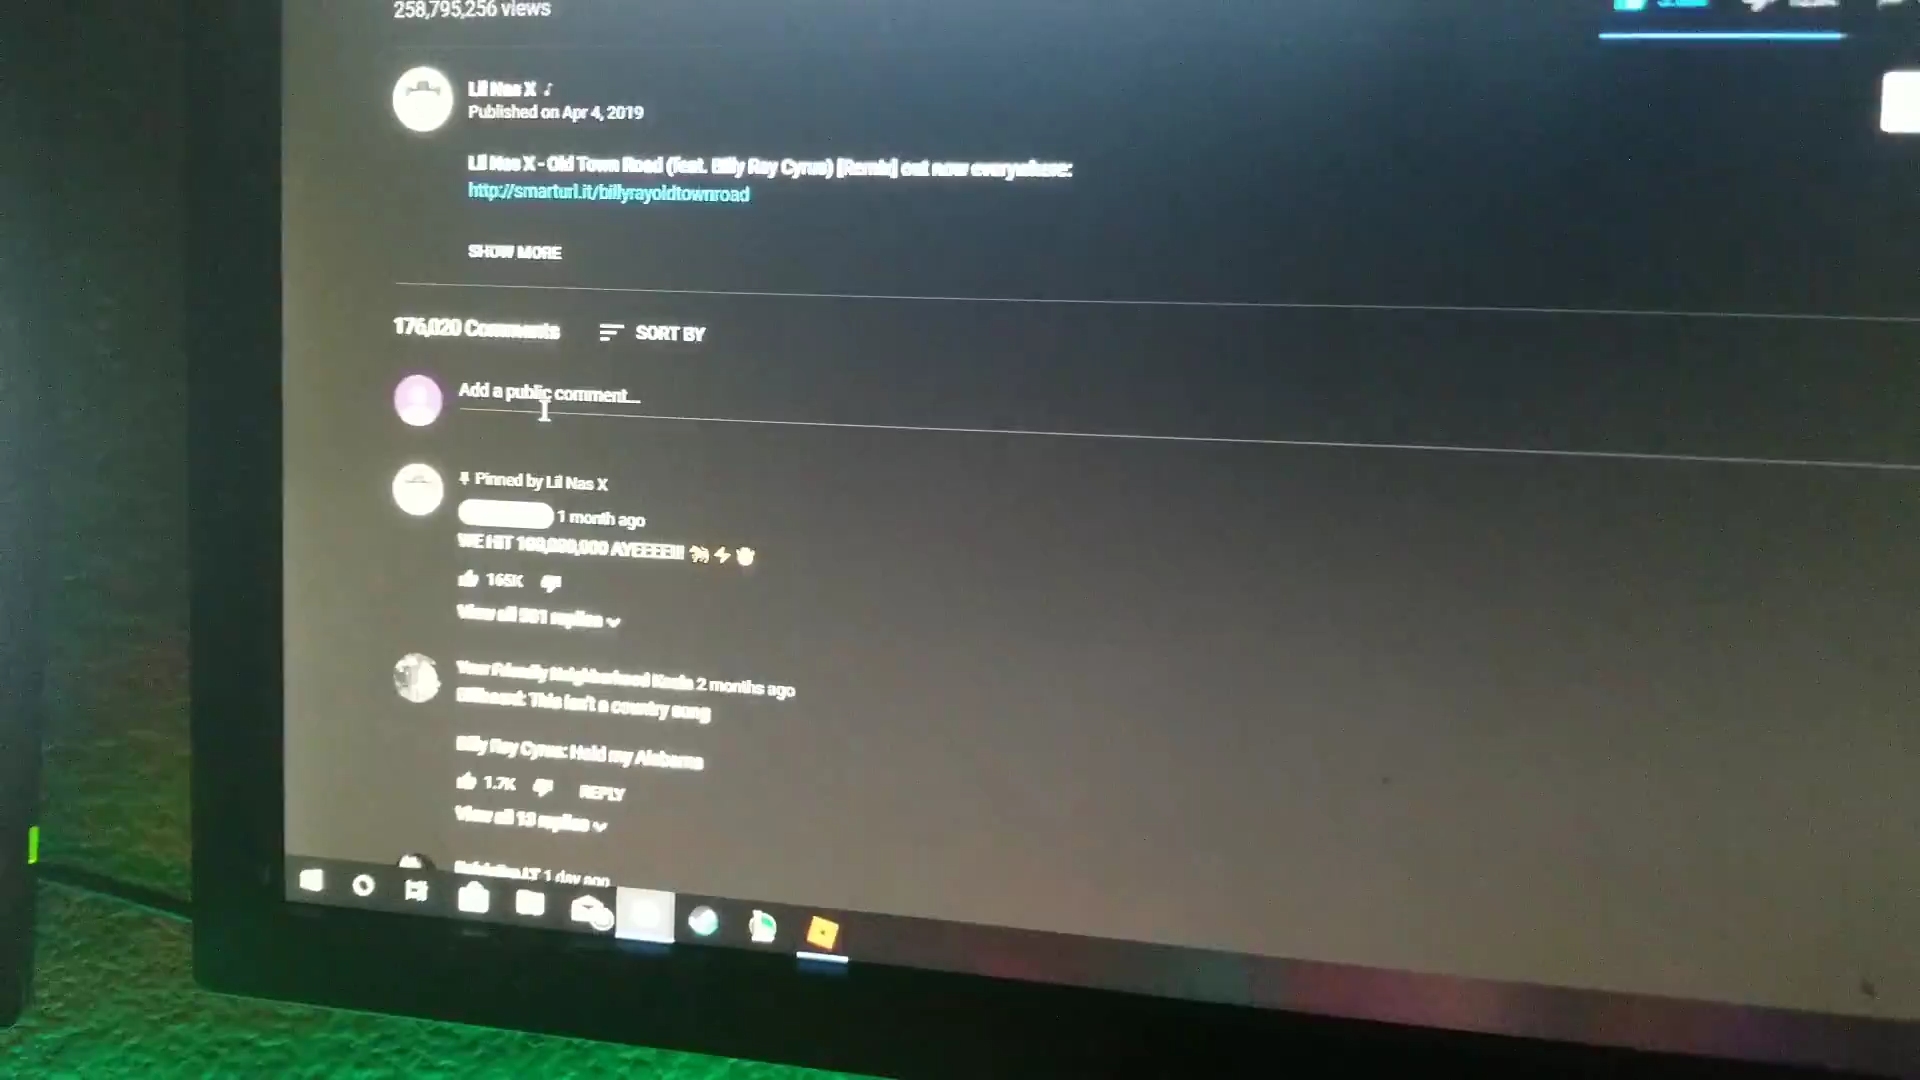 258,795,256 views
Lil Nas X ♪
Published on Apr 4, 2019
Lil Nas X - Old Town Road (feat. Billy Ray Cyrus) [Remix] out now everywhere:
http://smarturl.it/billyrayoldtownroad
SHOW MORE
176,020 Comments SORT BY
Add a public comment...
Pinned by Lil Nas X
1 month ago
WE HIT 100,000,000 AYEEEE!!!
165K
View all 501 replies
Your Friendly Neighborhood 2 months ago
Billboard: This isn't a country song
Billy Ray Cyrus: Hold my Alabama
1.7K REPLY
View all 13 replies
1 day ago